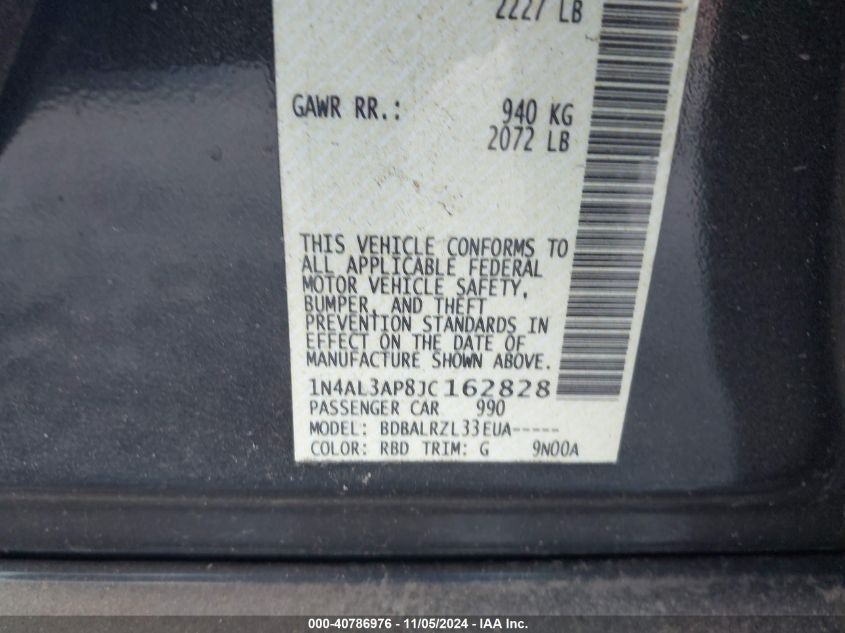 2227 LB
GAWR RR.: 940 KG
2072 LB
THIS VEHICLE CONFORMS TO
ALL APPLICABLE FEDERAL
MOTOR VEHICLE SAFETY,
BUMPER, AND THEFT
PREVENTION STANDARDS IN
EFFECT ON THE DATE OF
MANUFACTURE SHOWN ABOVE.
1N4AL3AP8JC162828
PASSENGER CAR 990
MODEL: BDBALRZL33EUA-----
COLOR: RBD TRIM: G 9N00A
000-40786976 - 11/05/2024 - IAA Inc.